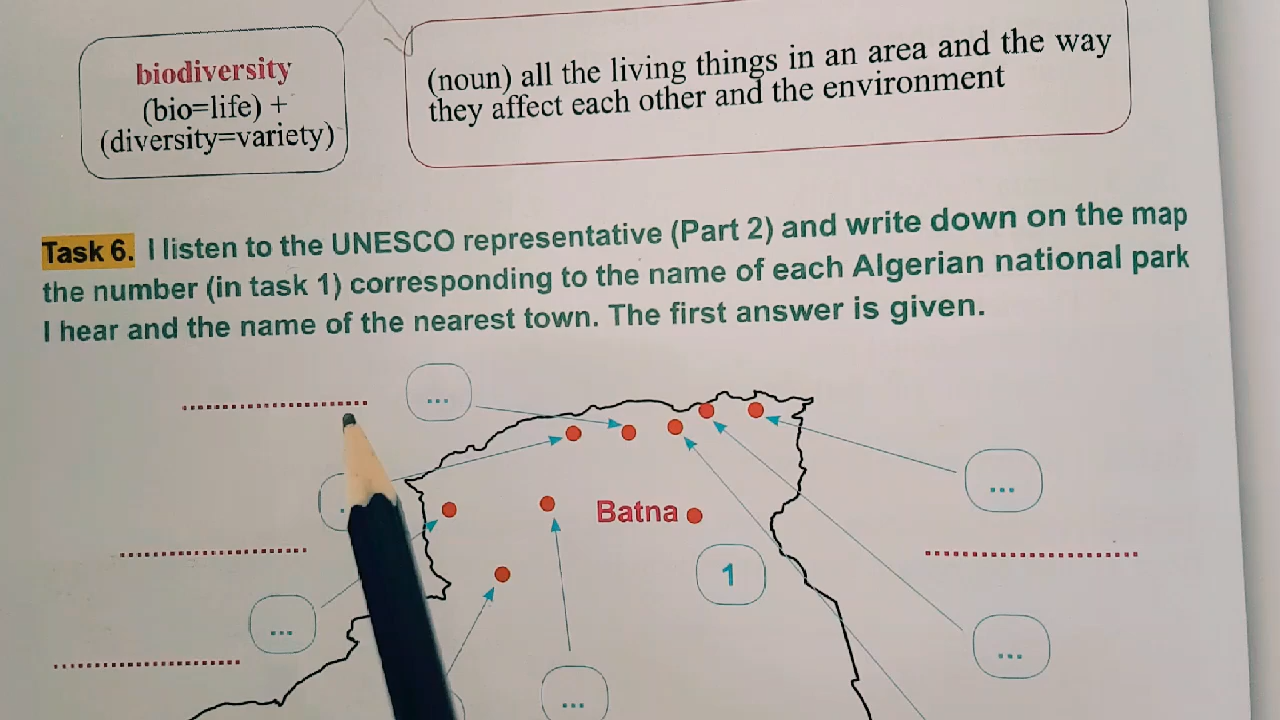 biodiversity
(bio=life) +
(diversity=variety)
(noun) all the living things in an area and the way
they affect each other and the environment
Task 6. I listen to the UNESCO representative (Part 2) and write down on the map
the number (in task 1) corresponding to the name of each Algerian national park
I hear and the name of the nearest town. The first answer is given.
...
...
Batna
1
...
...
...